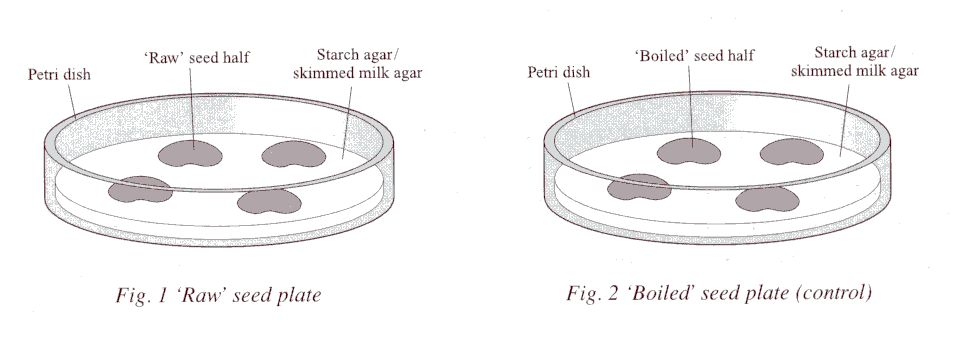 Petri dish
'Raw' seed half
Starch agar/
skimmed milk agar
Petri dish
'Boiled' seed half
Starch agar/
skimmed milk agar
Fig. 1 'Raw' seed plate
Fig. 2 'Boiled' seed plate (control)